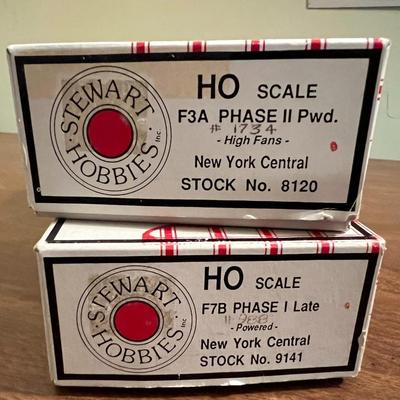 STEWART HOBBIES Inc.
HO SCALE
F3A PHASE II Pwd.
# 1734
- High Fans -
New York Central
STOCK No. 8120
STEWART HOBBIES Inc
HO SCALE
F7B PHASE I Late
- Powered -
New York Central
STOCK No. 9141